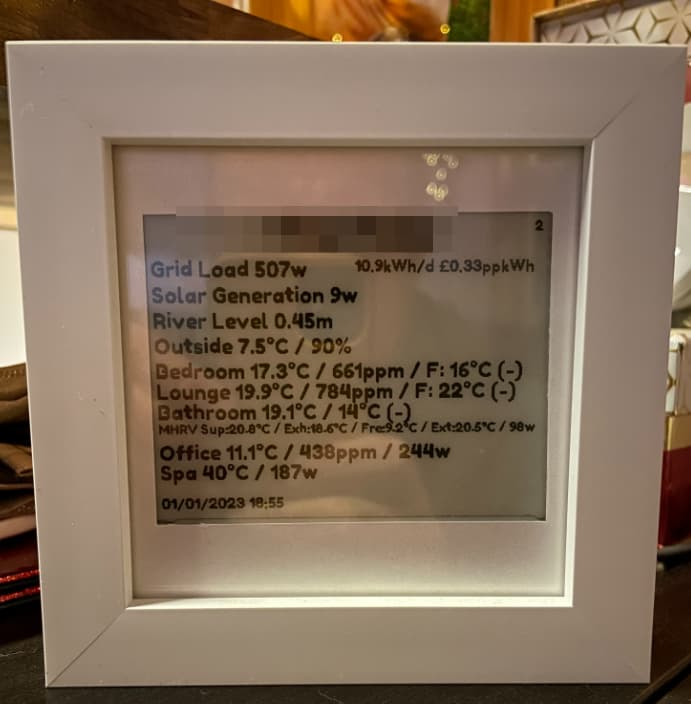 2
Grid Load 507w 10.9kWh/d £0.33ppkWh
Solar Generation 9w
River Level 0.45m
Outside 7.5°C / 90%
Bedroom 17.3°C / 661ppm / F: 16°C (-)
Lounge 19.9°C / 784ppm / F: 22°C (-)
Bathroom 19.1°C / 14°C (-)
MHRV Sup:20.8°C / Exh:18.6°C / Fre:9.2°C / Ext:20.5°C / 98w
Office 11.1°C / 438ppm / 244w
Spa 40°C / 187w
01/01/2023 18:55